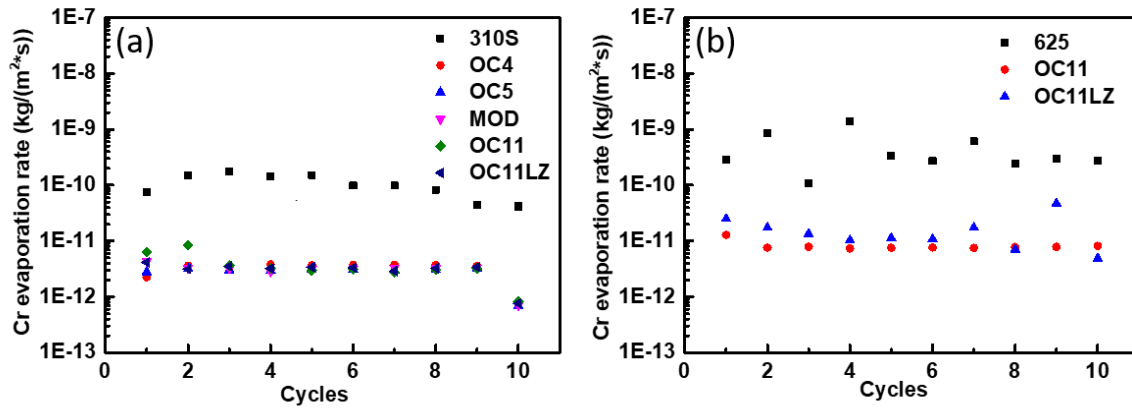 (a)
Cr evaporation rate (kg/(m²*s))
1E-7
1E-8
1E-9
1E-10
1E-11
1E-12
1E-13
310S
OC4
OC5
MOD
OC11
OC11LZ
0 2 4 6 8 10
Cycles
(b)
Cr evaporation rate (kg/(m²*s))
1E-7
1E-8
1E-9
1E-10
1E-11
1E-12
1E-13
625
OC11
OC11LZ
0 2 4 6 8 10
Cycles